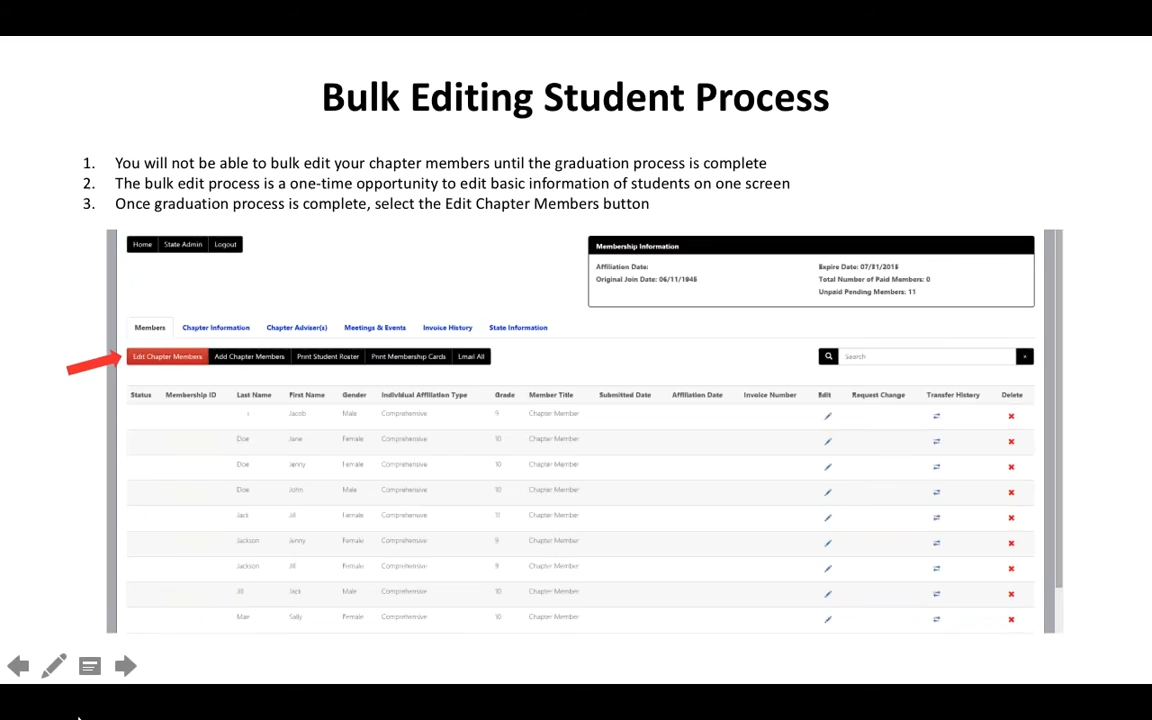 Bulk Editing Student Process
1. You will not be able to bulk edit your chapter members until the graduation process is complete
2. The bulk edit process is a one-time opportunity to edit basic information of students on one screen
3. Once graduation process is complete, select the Edit Chapter Members button
Home State Admin Logout
Membership Information
Affiliation Date: Expire Date: 07/31/2015
Original Join Date: 06/11/1945 Total Number of Paid Members: 0
Unpaid Pending Members: 11
Members Chapter Information Chapter Adviser(s) Meetings & Events Invoice History State Information
Edit Chapter Members Add Chapter Members Print Student Roster Print Membership Cards Email All Search
Status Membership ID Last Name First Name Gender Individual Affiliation Type Grade Member Title Submitted Date Affiliation Date Invoice Number Edit Request Change Transfer History Delete
Jacob Male Comprehensive 9 Chapter Member
Doe Jane Female Comprehensive 10 Chapter Member
Doe Jenny Female Comprehensive 10 Chapter Member
Doe John Male Comprehensive 10 Chapter Member
Jack Jill Female Comprehensive 11 Chapter Member
Jackson Jenny Female Comprehensive 9 Chapter Member
Jackson Jill Female Comprehensive 9 Chapter Member
Jill Jack Male Comprehensive 10 Chapter Member
Mae Sally Female Comprehensive 10 Chapter Member